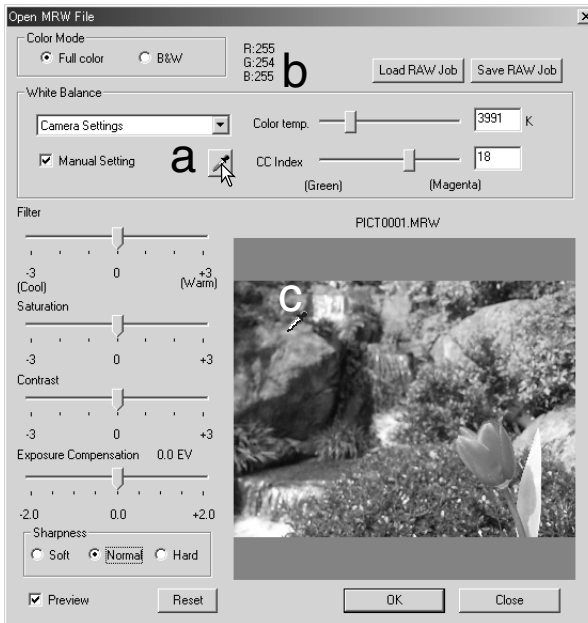 Open MRW File
Color Mode
Full color B&W
R:255
G:254
B:255
b
Load RAW Job Save RAW Job
White Balance
Camera Settings
Color temp. 3991 K
Manual Setting
a
CC Index 18
(Green) (Magenta)
Filter
-3 0 +3
(Cool) (Warm)
Saturation
-3 0 +3
Contrast
-3 0 +3
Exposure Compensation 0.0 EV
-2.0 0.0 +2.0
Sharpness
Soft Normal Hard
Preview Reset
PICT0001.MRW
c
OK Close